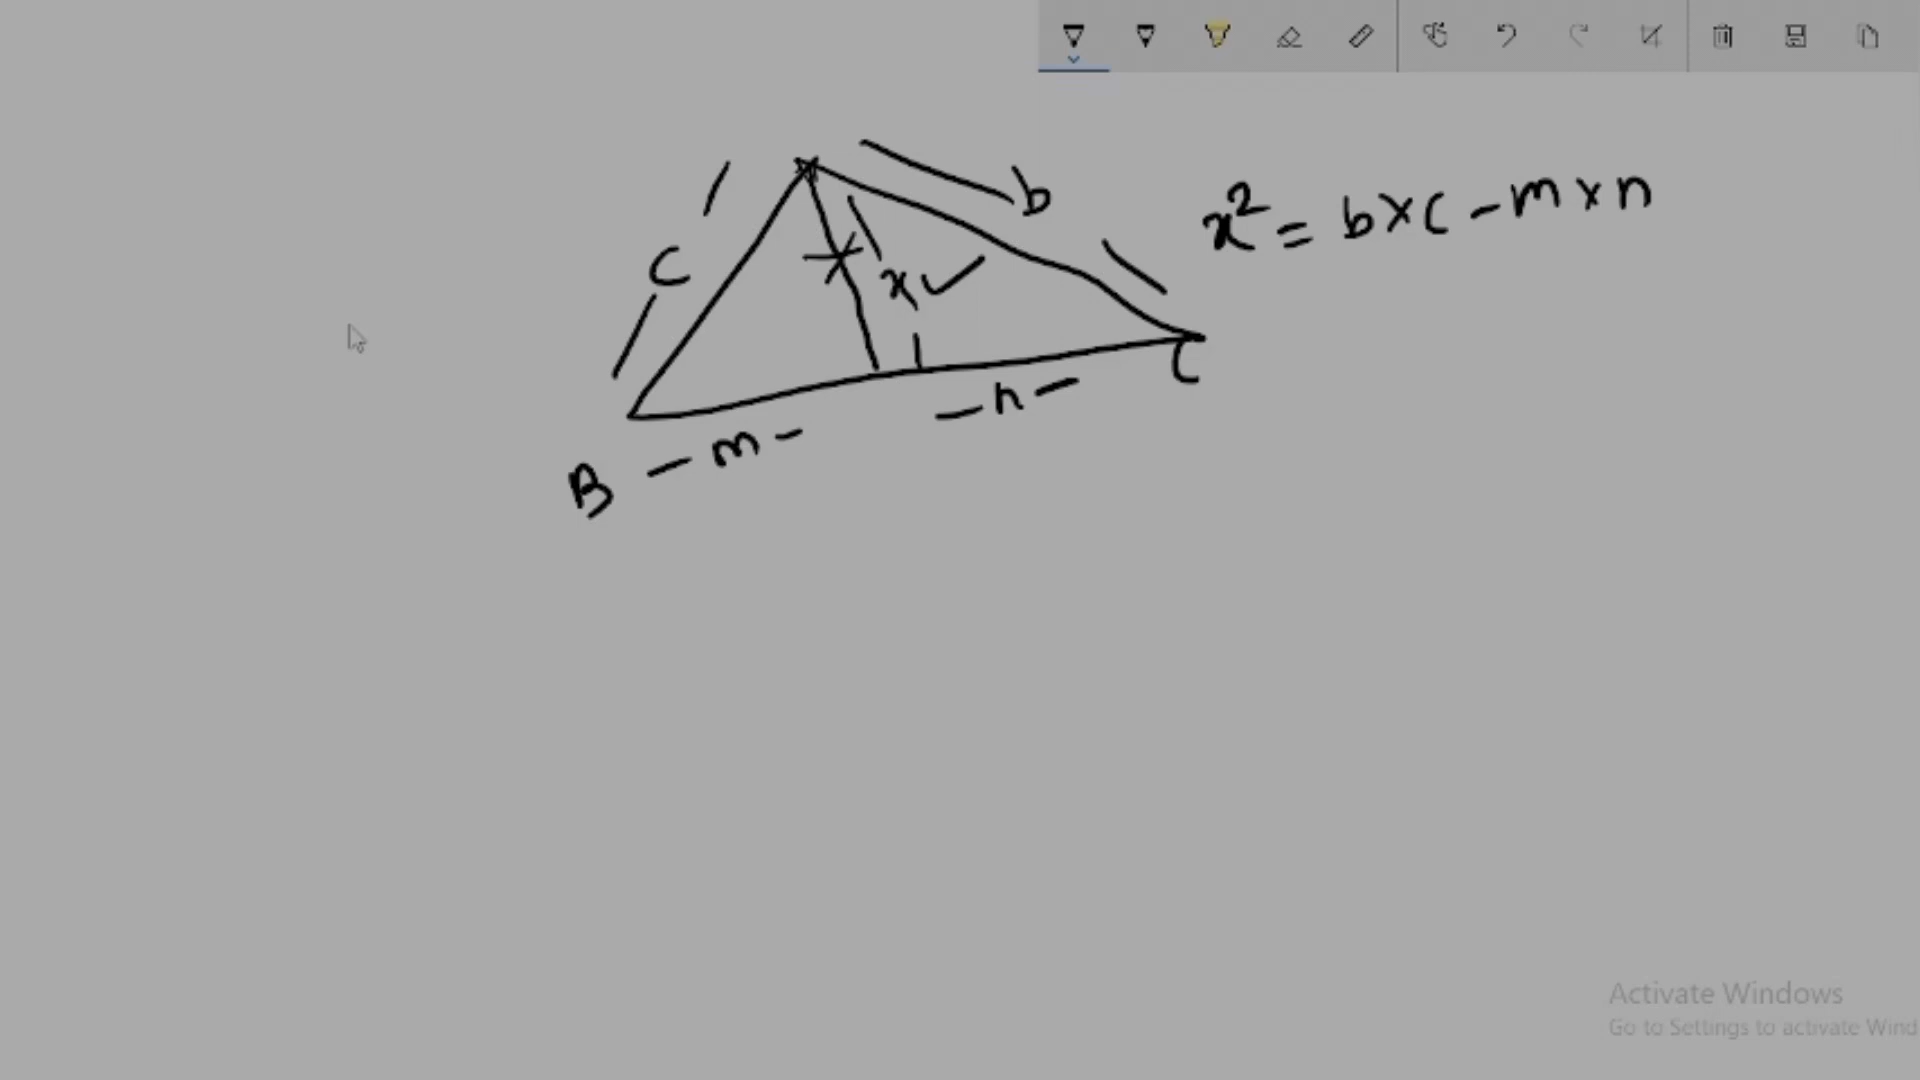 b
x² = b×c - m×n
c
x
C
- n -
- m -
B
Activate Windows
Go to Settings to activate Wind